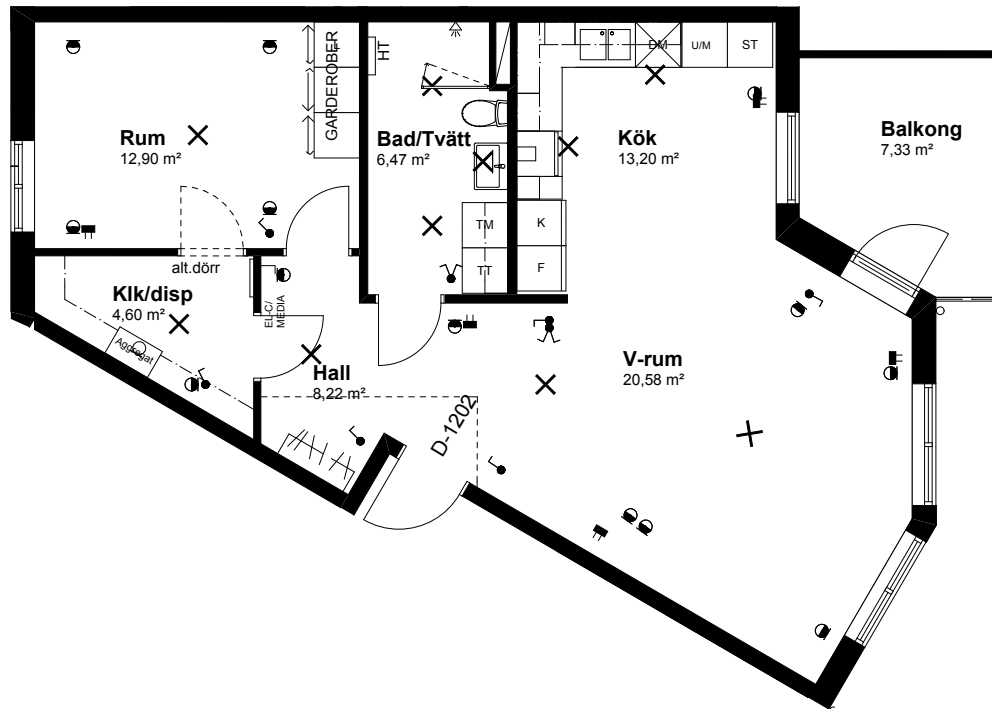 GARDEROBER
HT
DM
U/M
ST
Rum
12,90 m²
Bad/Tvätt
6,47 m²
Kök
13,20 m²
Balkong
7,33 m²
TM
K
TT
F
alt.dörr
Klk/disp
4,60 m²
EL-C/
MEDIA
Aggregat
Hall
8,22 m²
V-rum
20,58 m²
D-1202